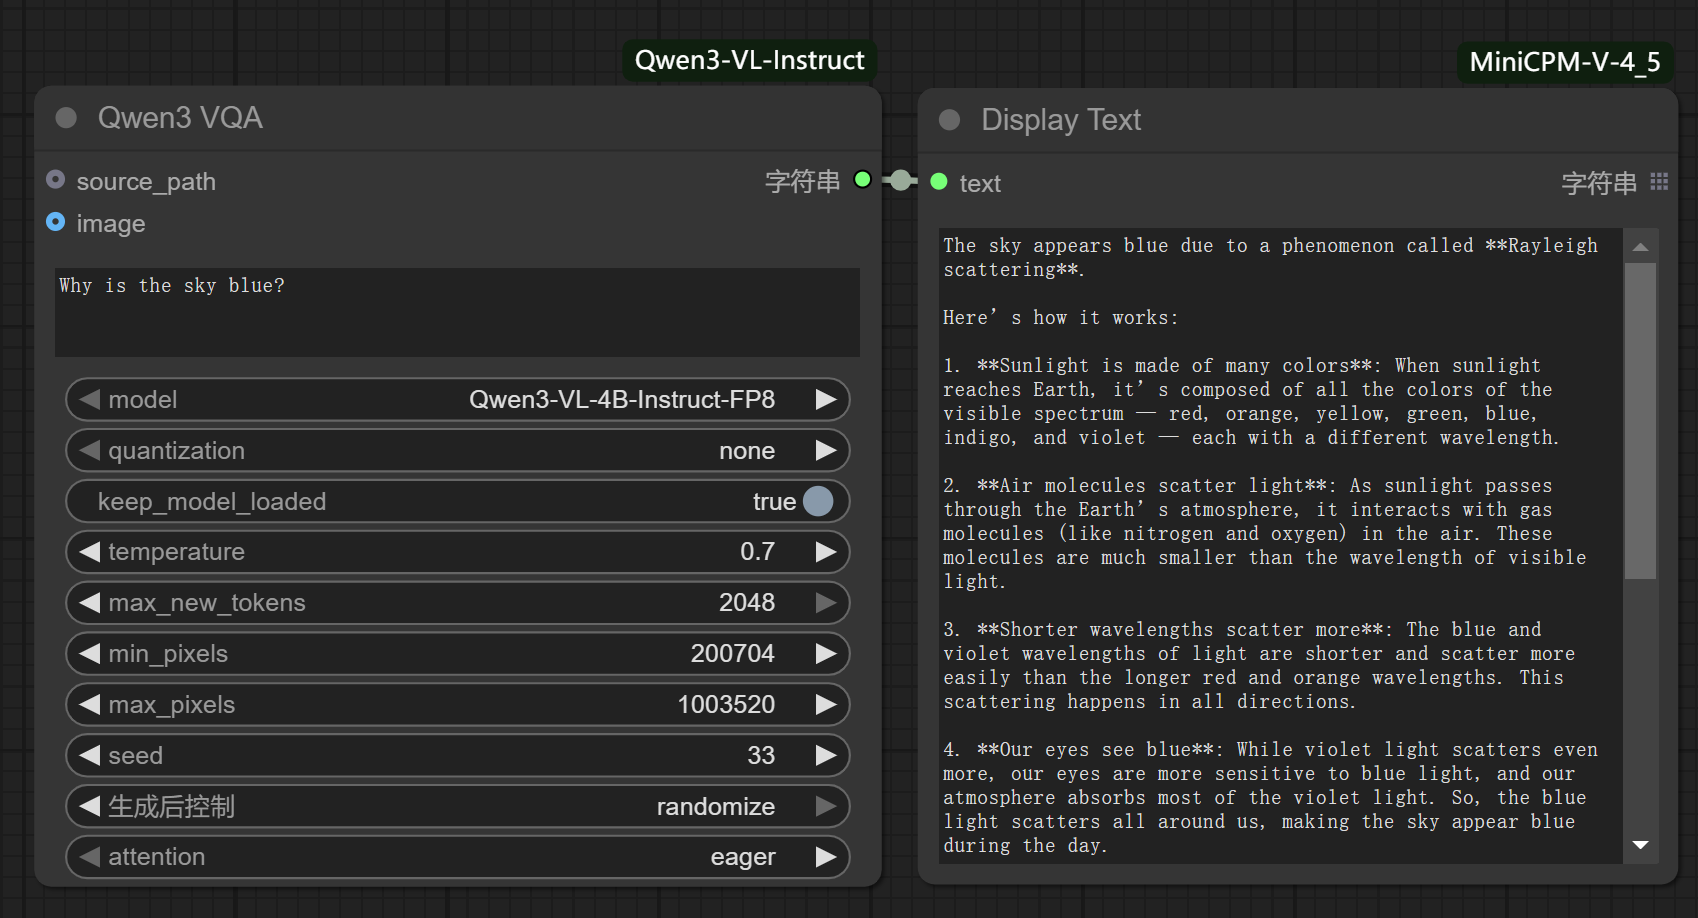 Qwen3-VL-Instruct
Qwen3 VQA
source_path
字符串
image
Why is the sky blue?
model Qwen3-VL-4B-Instruct-FP8
quantization none
keep_model_loaded true
temperature 0.7
max_new_tokens 2048
min_pixels 200704
max_pixels 1003520
seed 33
生成后控制 randomize
attention eager
MiniCPM-V-4_5
Display Text
text
字符串
The sky appears blue due to a phenomenon called **Rayleigh
scattering**.
Here’s how it works:
1. **Sunlight is made of many colors**: When sunlight
reaches Earth, it’s composed of all the colors of the
visible spectrum — red, orange, yellow, green, blue,
indigo, and violet — each with a different wavelength.
2. **Air molecules scatter light**: As sunlight passes
through the Earth’s atmosphere, it interacts with gas
molecules (like nitrogen and oxygen) in the air. These
molecules are much smaller than the wavelength of visible
light.
3. **Shorter wavelengths scatter more**: The blue and
violet wavelengths of light are shorter and scatter more
easily than the longer red and orange wavelengths. This
scattering happens in all directions.
4. **Our eyes see blue**: While violet light scatters even
more, our eyes are more sensitive to blue light, and our
atmosphere absorbs most of the violet light. So, the blue
light scatters all around us, making the sky appear blue
during the day.